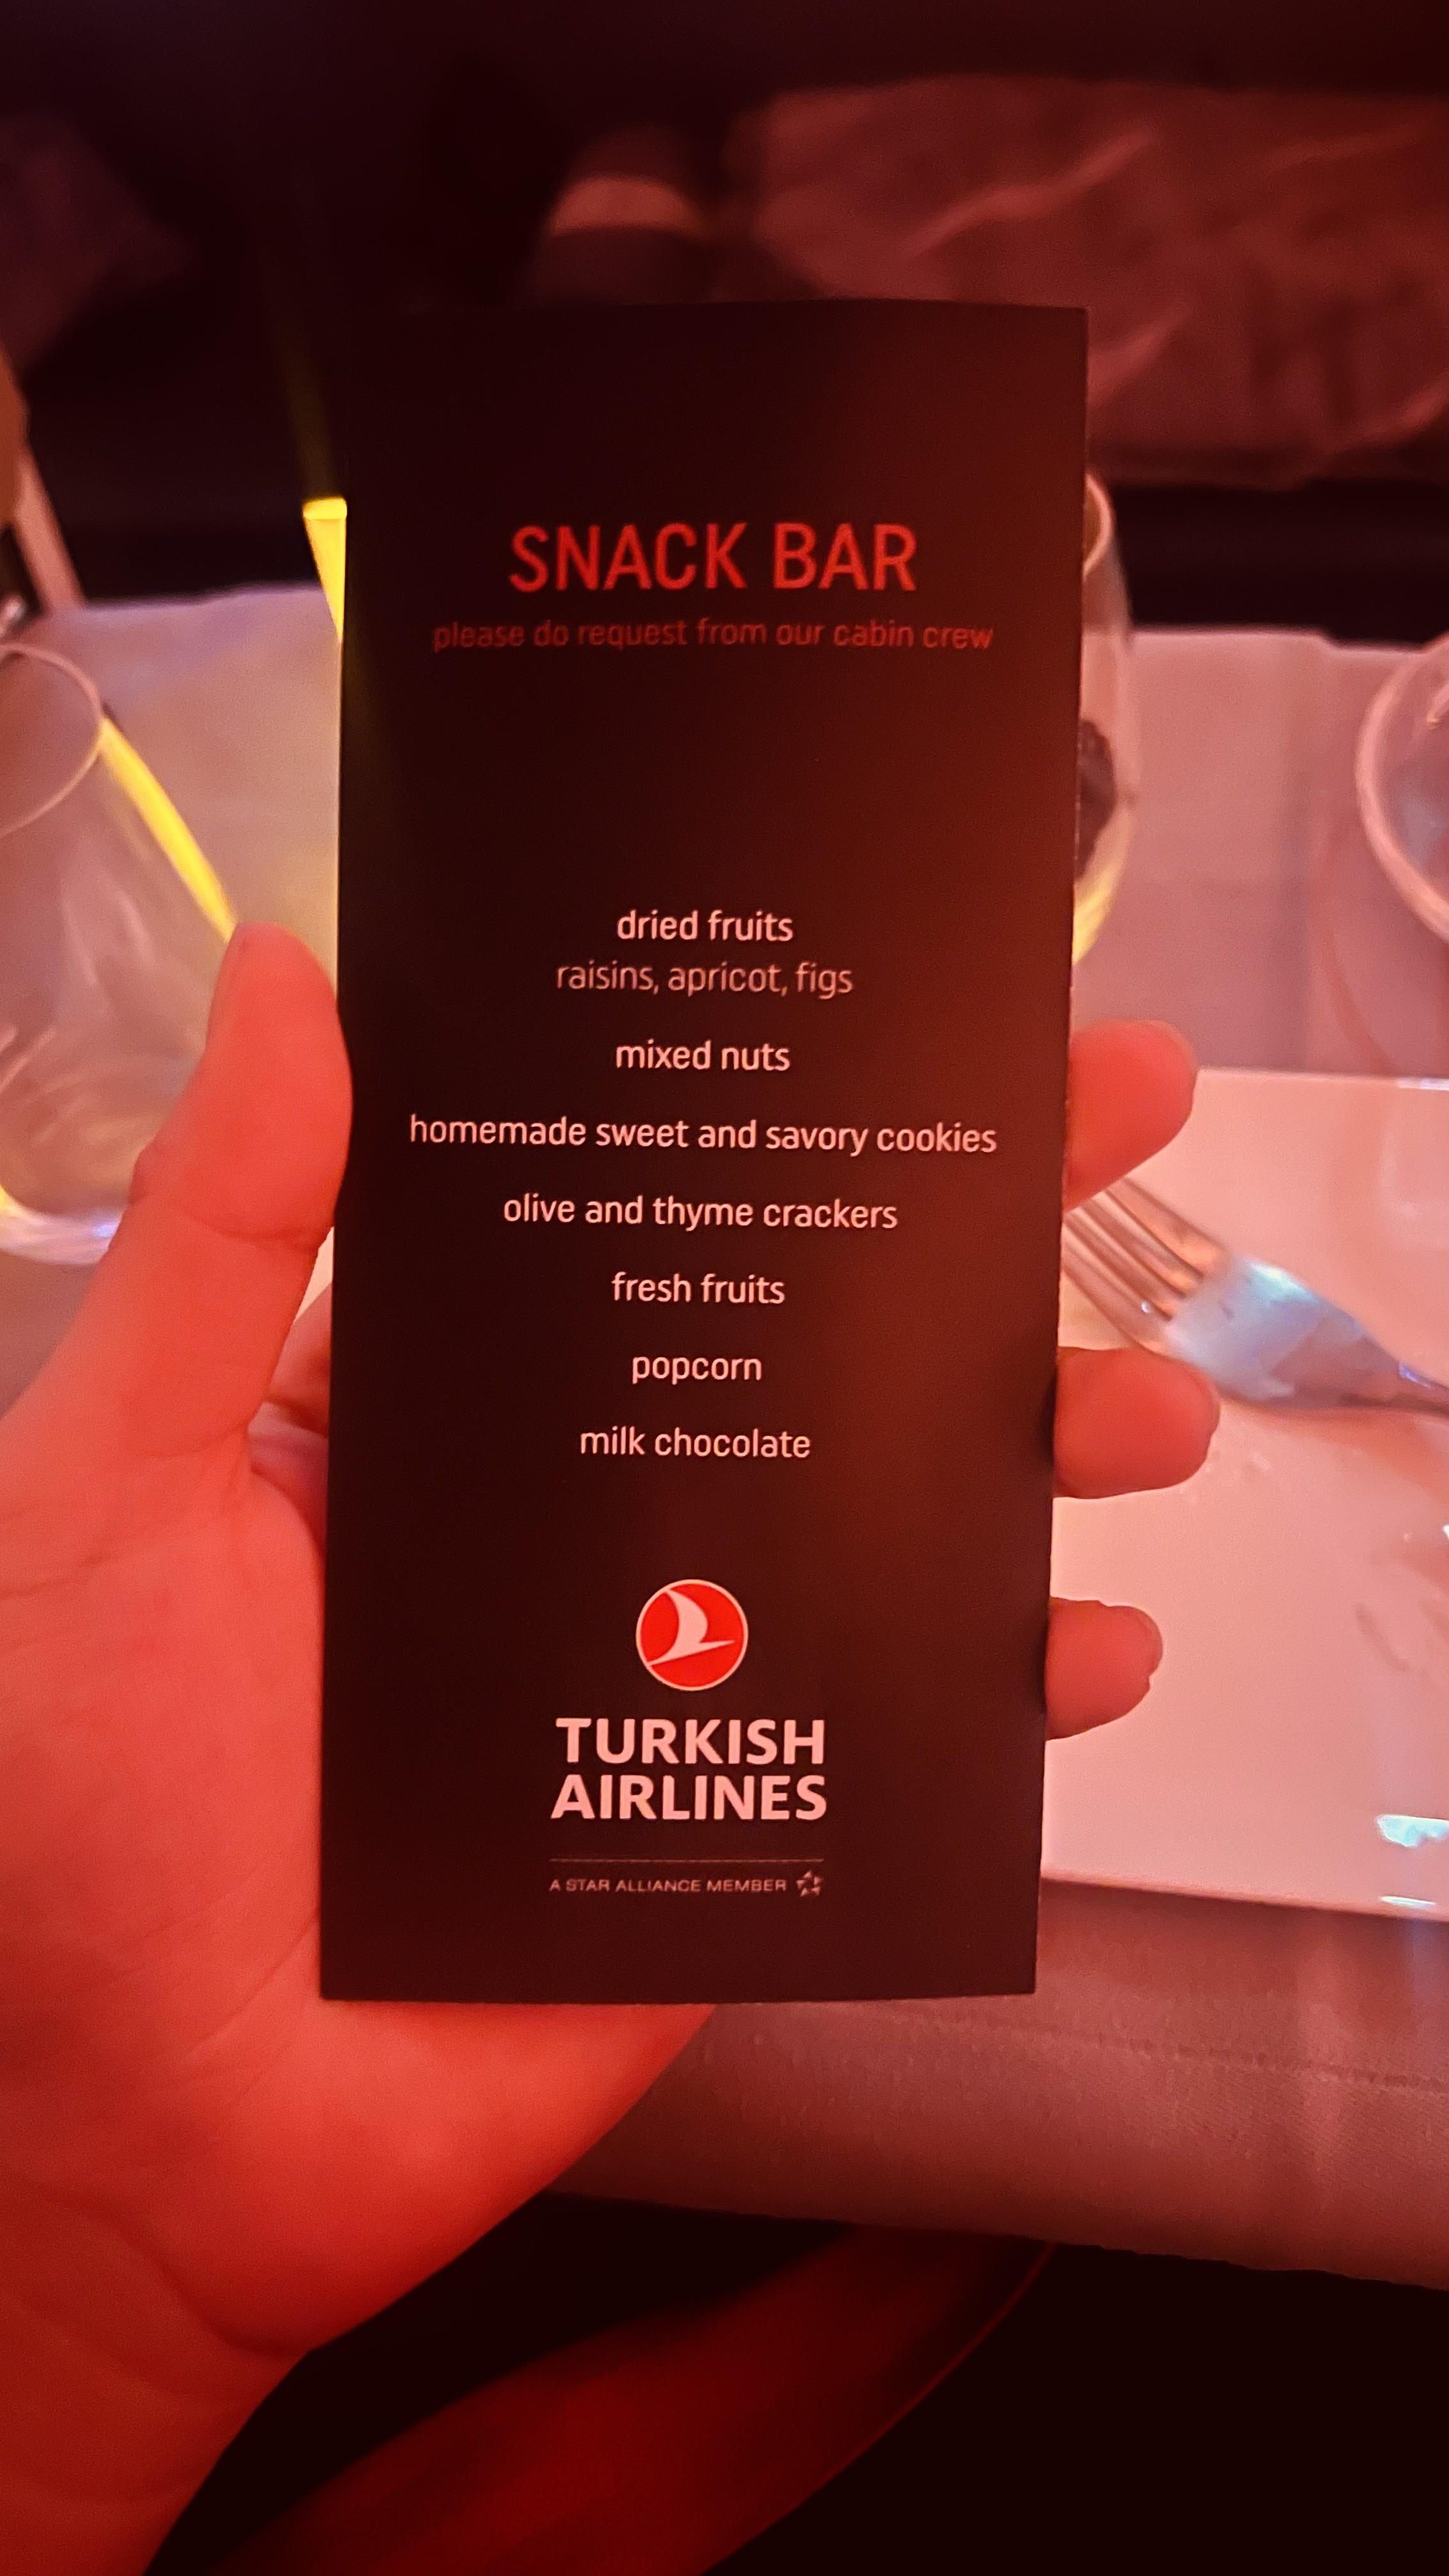 SNACK BAR
please do request from our cabin crew
dried fruits
raisins, apricot, figs
mixed nuts
homemade sweet and savory cookies
olive and thyme crackers
fresh fruits
popcorn
milk chocolate
TURKISH
AIRLINES
A STAR ALLIANCE MEMBER